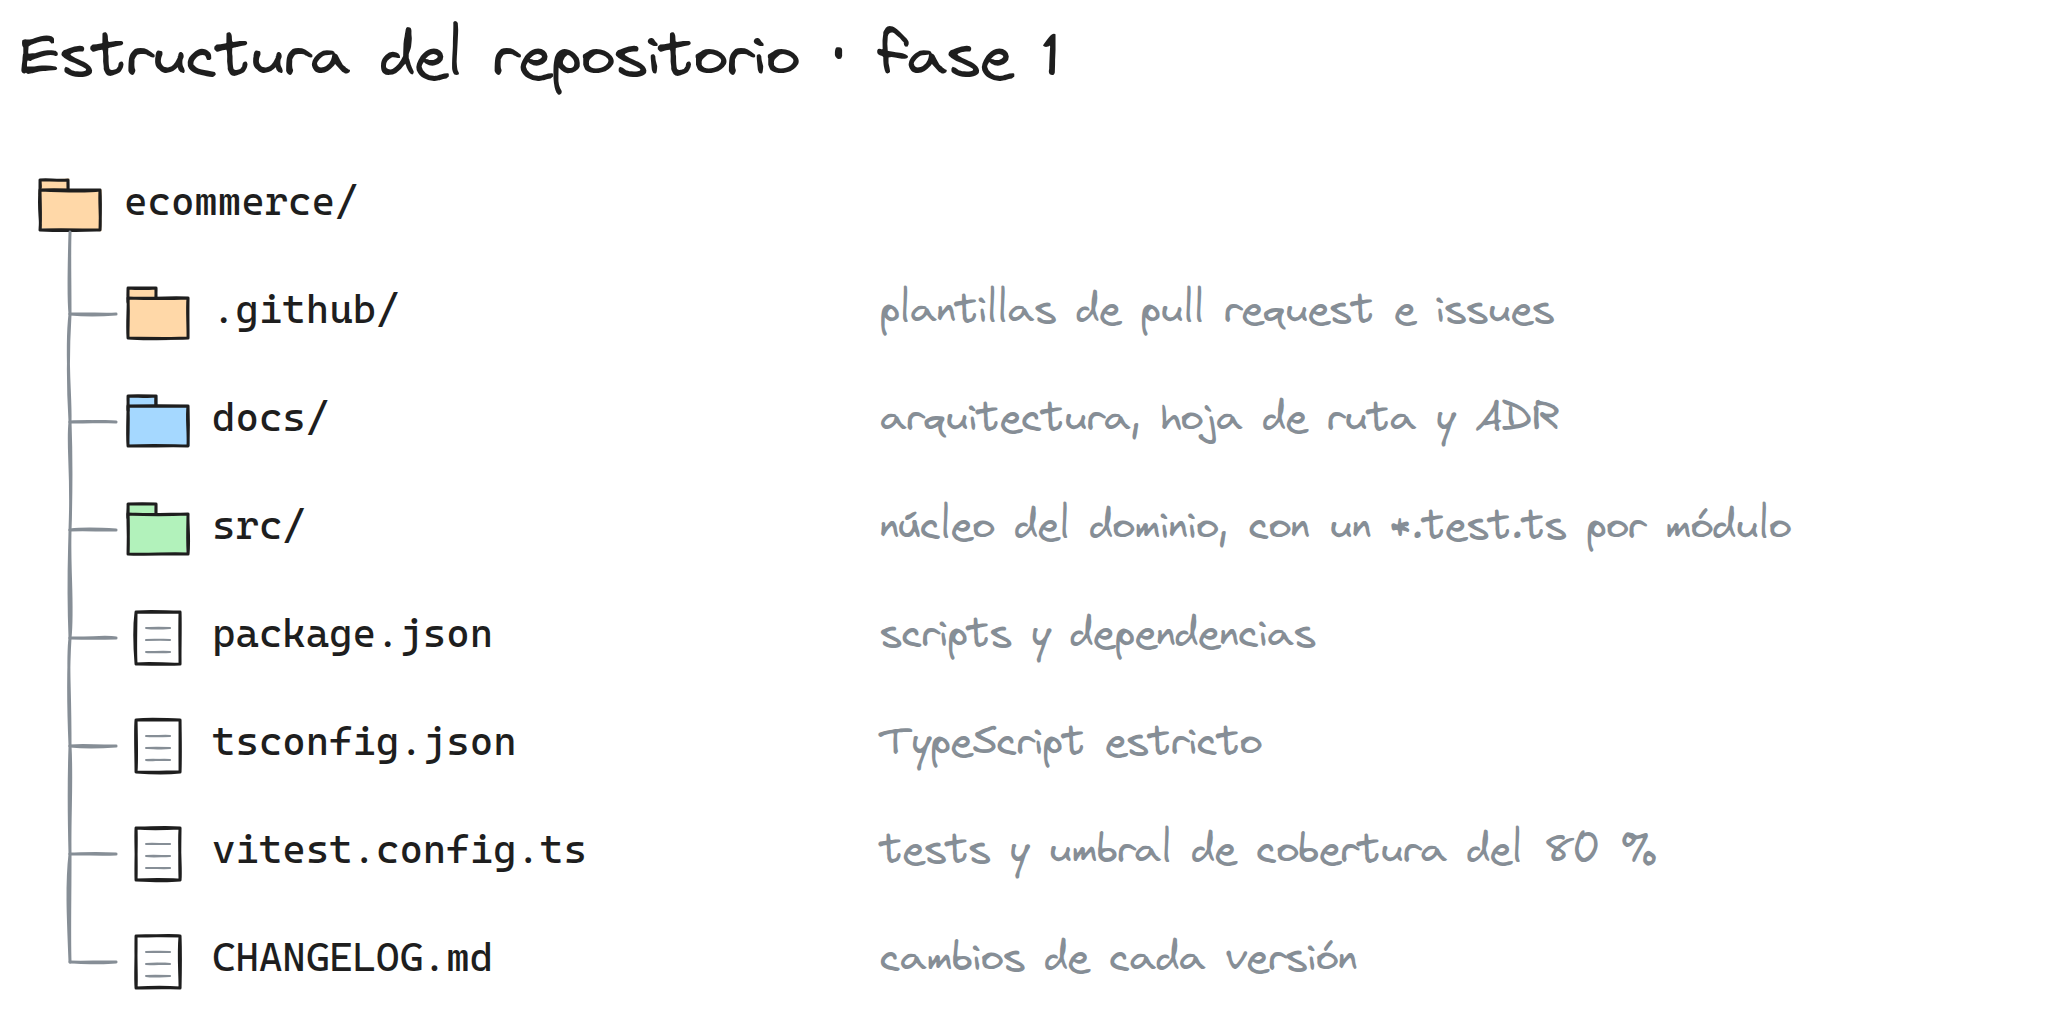 Estructura del repositorio · fase 1
ecommerce/
.github/ plantillas de pull request e issues
docs/ arquitectura, hoja de ruta y ADR
src/ núcleo del dominio, con un *.test.ts por módulo
package.json scripts y dependencias
tsconfig.json TypeScript estricto
vitest.config.ts tests y umbral de cobertura del 80 %
CHANGELOG.md cambios de cada versión